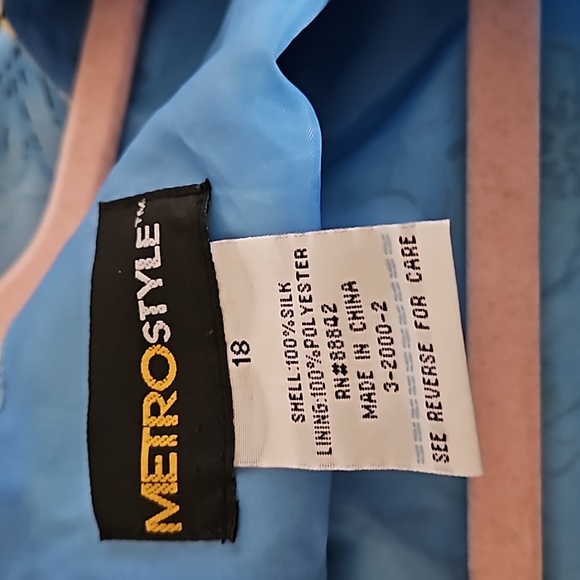 METROSTYLE™
18
SHELL:100%SILK
LINING:100%POLYESTER
RN#88842
MADE IN CHINA
3-2000-2
SEE REVERSE FOR CARE